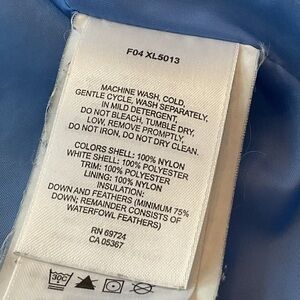 F04 XL5013
MACHINE WASH, COLD,
GENTLE CYCLE, WASH SEPARATELY,
IN MILD DETERGENT,
DO NOT BLEACH, TUMBLE DRY,
LOW, REMOVE PROMPTLY,
DO NOT IRON, DO NOT DRY CLEAN.
COLORS SHELL: 100% NYLON
WHITE SHELL: 100% POLYESTER
TRIM: 100% POLYESTER
LINING: 100% NYLON
INSULATION:
DOWN AND FEATHERS (MINIMUM 75%
DOWN; REMAINDER CONSISTS OF
WATERFOWL FEATHERS)
RN 69724
CA 05367
30C